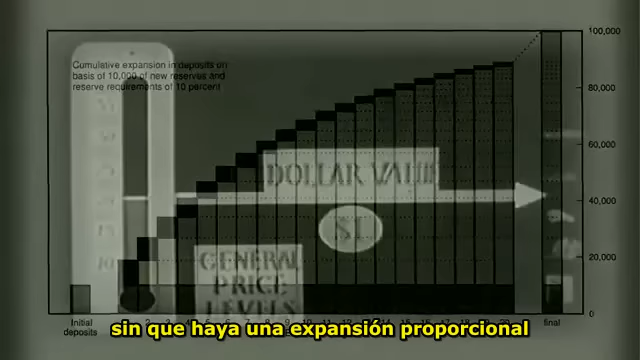 Cumulative expansion in deposits on
basis of 10,000 of new reserves and
reserve requirements of 10 percent
100,000
80,000
60,000
40,000
20,000
0
DOLLAR VALUE
$1
GENERAL
PRICE
LEVELS
Initial
deposits
final
sin que haya una expansión proporcional